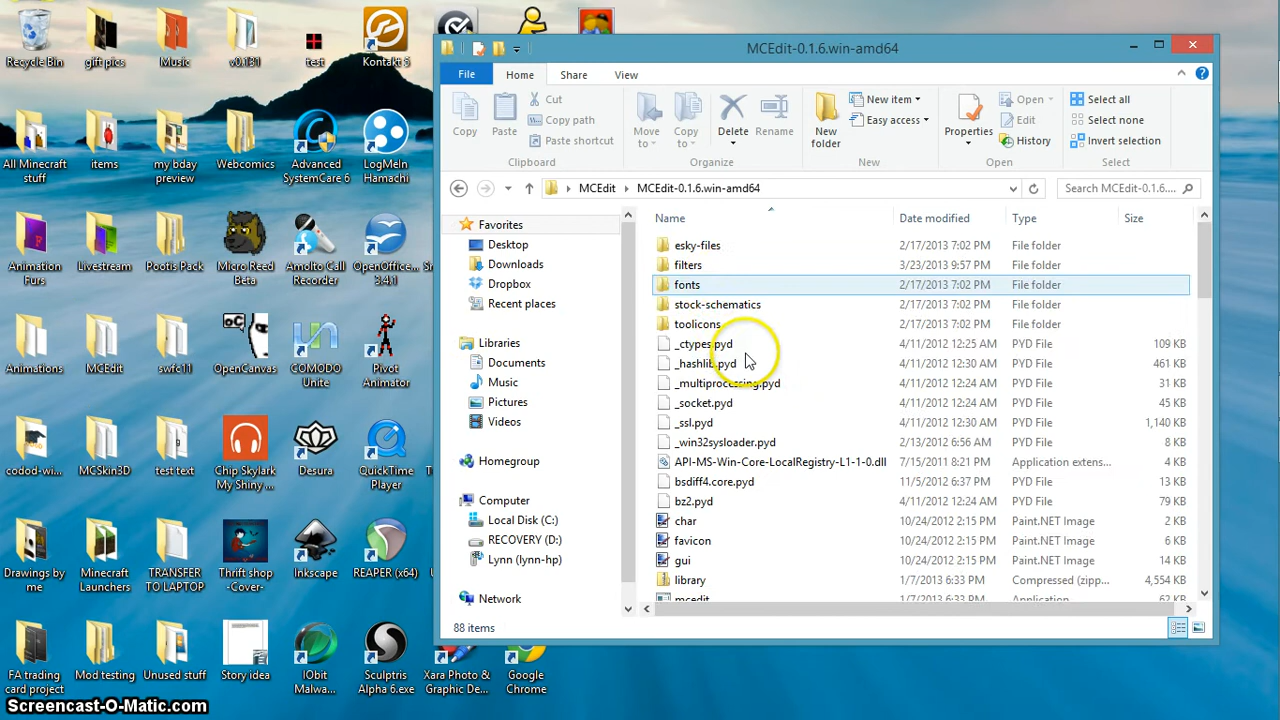 Recycle Bin
gift pics
Music
v0.131
test
Kontakt 5
All Minecraft stuff
items
my bday preview
Webcomics
Advanced SystemCare 6
LogMeIn Hamachi
Animation Furs
Livestream
Pootis Pack
Micro Reed Beta
Amolto Call Recorder
OpenOffice... 3.4.1
Animations
MCEdit
swfc11
OpenCanvas
COMODO Unite
Pivot Animator
codod-wi...
MCSkin3D
test text
Chip Skylark My Shiny ...
Desura
QuickTime Player
Drawings by me
Minecraft Launchers
TRANSFER TO LAPTOP
Thrift shop -Cover-
Inkscape
REAPER (x64)
FA trading card project
Mod testing
Unused stuff
Story idea
IObit Malwa...
Sculptris Alpha 6.exe
Xara Photo & Graphic De...
Google Chrome
MCEdit-0.1.6.win-amd64
File
Home
Share
View
Copy
Paste
Cut
Copy path
Paste shortcut
Clipboard
Move to
Copy to
Delete
Rename
Organize
New folder
New item
Easy access
New
Properties
Open
Edit
History
Open
Select all
Select none
Invert selection
Select
MCEdit
MCEdit-0.1.6.win-amd64
Search MCEdit-0.1.6....
Favorites
Desktop
Downloads
Dropbox
Recent places
Libraries
Documents
Music
Pictures
Videos
Homegroup
Computer
Local Disk (C:)
RECOVERY (D:)
Lynn (lynn-hp)
Network
Name Date modified Type Size
esky-files 2/17/2013 7:02 PM File folder
filters 3/23/2013 9:57 PM File folder
fonts 2/17/2013 7:02 PM File folder
stock-schematics 2/17/2013 7:02 PM File folder
toolicons 2/17/2013 7:02 PM File folder
_ctypes.pyd 4/11/2012 12:25 AM PYD File 109 KB
_hashlib.pyd 4/11/2012 12:30 AM PYD File 461 KB
_multiprocessing.pyd 4/11/2012 12:24 AM PYD File 31 KB
_socket.pyd 4/11/2012 12:24 AM PYD File 45 KB
_ssl.pyd 4/11/2012 12:30 AM PYD File 1,140 KB
_win32sysloader.pyd 2/13/2012 6:56 AM PYD File 8 KB
API-MS-Win-Core-LocalRegistry-L1-1-0.dll 7/15/2011 8:21 PM Application extens... 4 KB
bsdiff4.core.pyd 11/5/2012 6:37 PM PYD File 13 KB
bz2.pyd 4/11/2012 12:24 AM PYD File 79 KB
char 10/24/2012 2:15 PM Paint.NET Image 2 KB
favicon 10/24/2012 2:15 PM Paint.NET Image 6 KB
gui 10/24/2012 2:15 PM Paint.NET Image 14 KB
library 1/7/2013 6:33 PM Compressed (zipp... 4,554 KB
mcedit 1/7/2013 6:33 PM Application 62 KB
88 items
Screencast-O-Matic.com